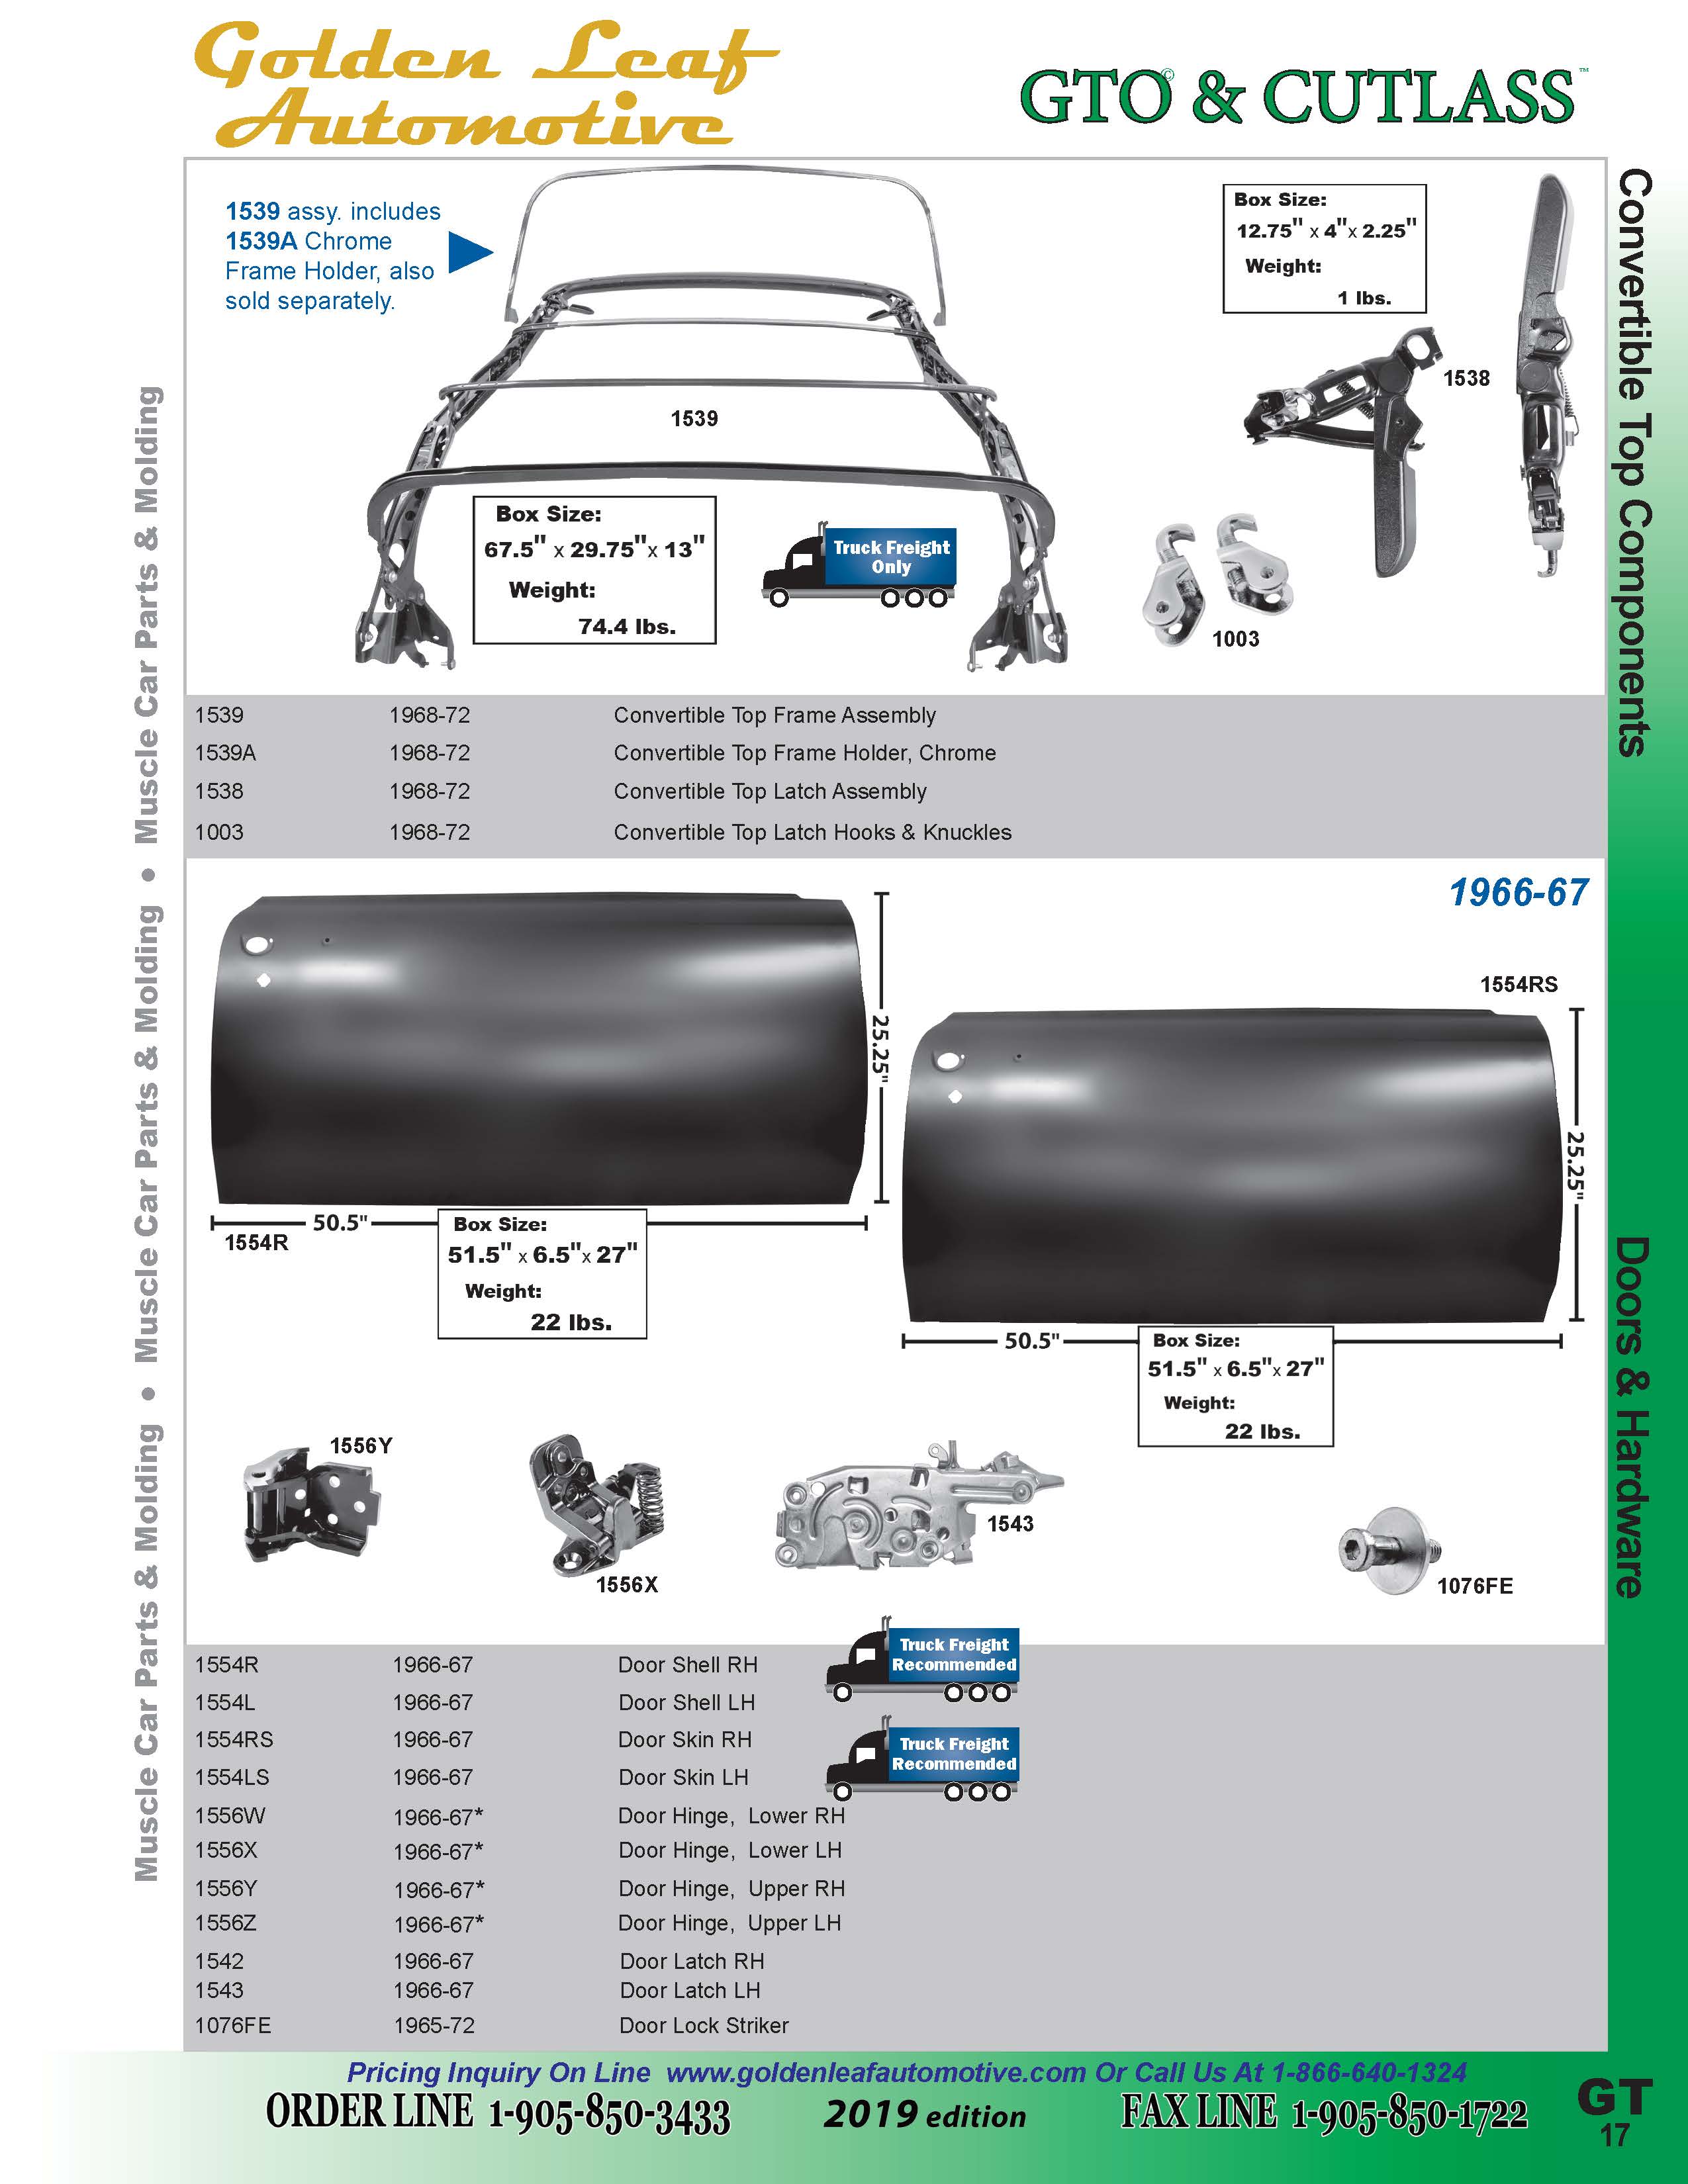 Golden Leaf
Automotive
GTO© & CUTLASS™
1539 assy. includes
1539A Chrome
Frame Holder, also
sold separately.
Box Size:
12.75" x 4"x 2.25"
Weight:
1 lbs.
1538
1539
Box Size:
67.5" x 29.75"x 13"
Weight:
74.4 lbs.
Truck Freight
Only
1003
Convertible Top Components
1539 1968-72 Convertible Top Frame Assembly
1539A 1968-72 Convertible Top Frame Holder, Chrome
1538 1968-72 Convertible Top Latch Assembly
1003 1968-72 Convertible Top Latch Hooks & Knuckles
1966-67
1554RS
25.25"
25.25"
50.5"
1554R
Box Size:
51.5" x 6.5"x 27"
Weight:
22 lbs.
50.5"
Box Size:
51.5" x 6.5"x 27"
Weight:
22 lbs.
Doors & Hardware
1556Y
1556X
1543
1076FE
Truck Freight
Recommended
Truck Freight
Recommended
1554R 1966-67 Door Shell RH
1554L 1966-67 Door Shell LH
1554RS 1966-67 Door Skin RH
1554LS 1966-67 Door Skin LH
1556W 1966-67* Door Hinge, Lower RH
1556X 1966-67* Door Hinge, Lower LH
1556Y 1966-67* Door Hinge, Upper RH
1556Z 1966-67* Door Hinge, Upper LH
1542 1966-67 Door Latch RH
1543 1966-67 Door Latch LH
1076FE 1965-72 Door Lock Striker
Muscle Car Parts & Molding • Muscle Car Parts & Molding • Muscle Car Parts & Molding
Pricing Inquiry On Line www.goldenleafautomotive.com Or Call Us At 1-866-640-1324
ORDER LINE 1-905-850-3433 2019 edition FAX LINE 1-905-850-1722
GT
17